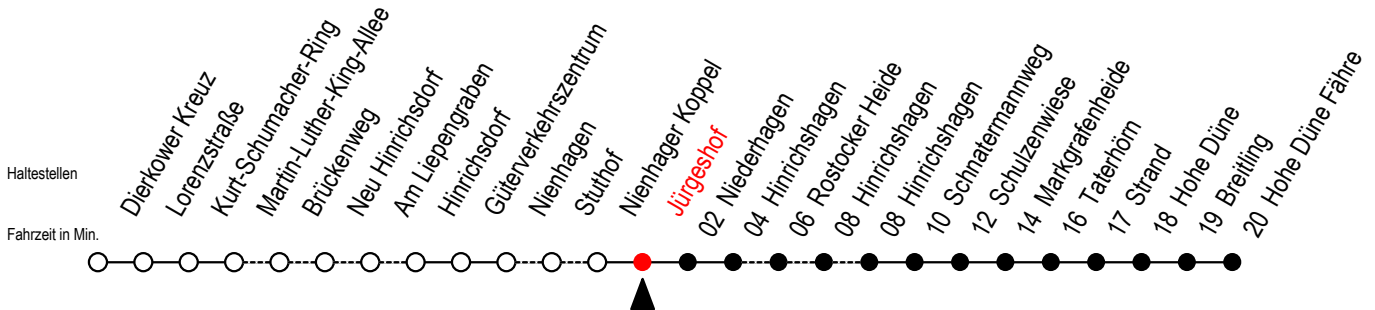 Haltestellen
Fahrzeit in Min.
Dierkower Kreuz
Lorenzstraße
Kurt-Schumacher-Ring
Martin-Luther-King-Allee
Brückenweg
Neu Hinrichsdorf
Am Liepengraben
Hinrichsdorf
Güterverkehrszentrum
Nienhagen
Stuthof
Nienhager Koppel
Jürgeshof
02 Niederhagen
04 Hinrichshagen
06 Rostocker Heide
08 Hinrichshagen
08 Hinrichshagen
10 Schnatermannweg
12 Schulzenwiese
14 Markgrafenheide
16 Taterhörn
17 Strand
18 Hohe Düne
19 Breitling
20 Hohe Düne Fähre